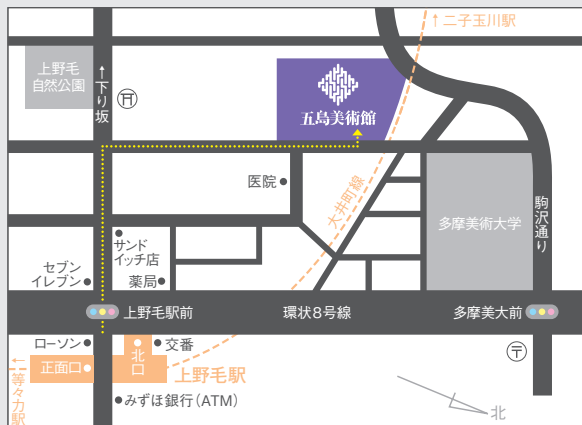 ↑二子玉川駅
上野毛
自然公園
←下り坂
五島美術館
医院
大井町線
多摩美術大学
駒沢通り
サンド
イッチ店
セブン
イレブン
薬局
上野毛駅前
環状8号線
多摩美大前
ローソン
北口
交番
正面口
上野毛駅
←等々力駅
みずほ銀行(ATM)
〒
北